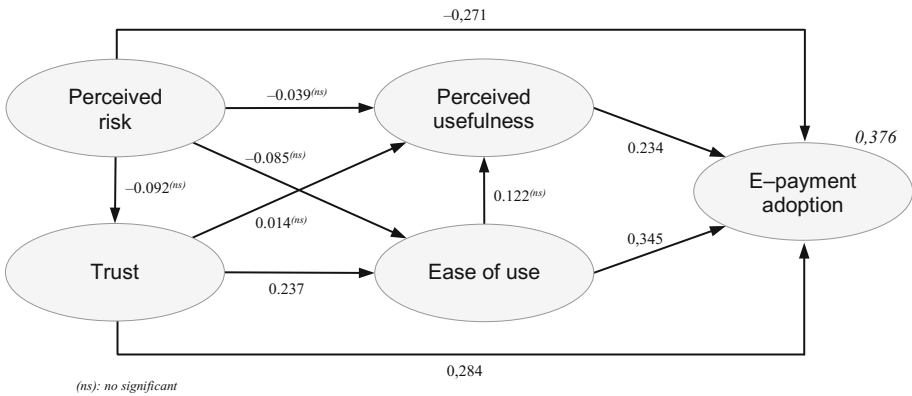 –0,271
Perceived
risk
–0.039(ns)
Perceived
usefulness
0,376
0.234
–0.085(ns)
–0.092(ns)
0.122(ns)
E–payment
adoption
0.014(ns)
0,345
Trust
Ease of use
0.237
0,284
(ns): no significant